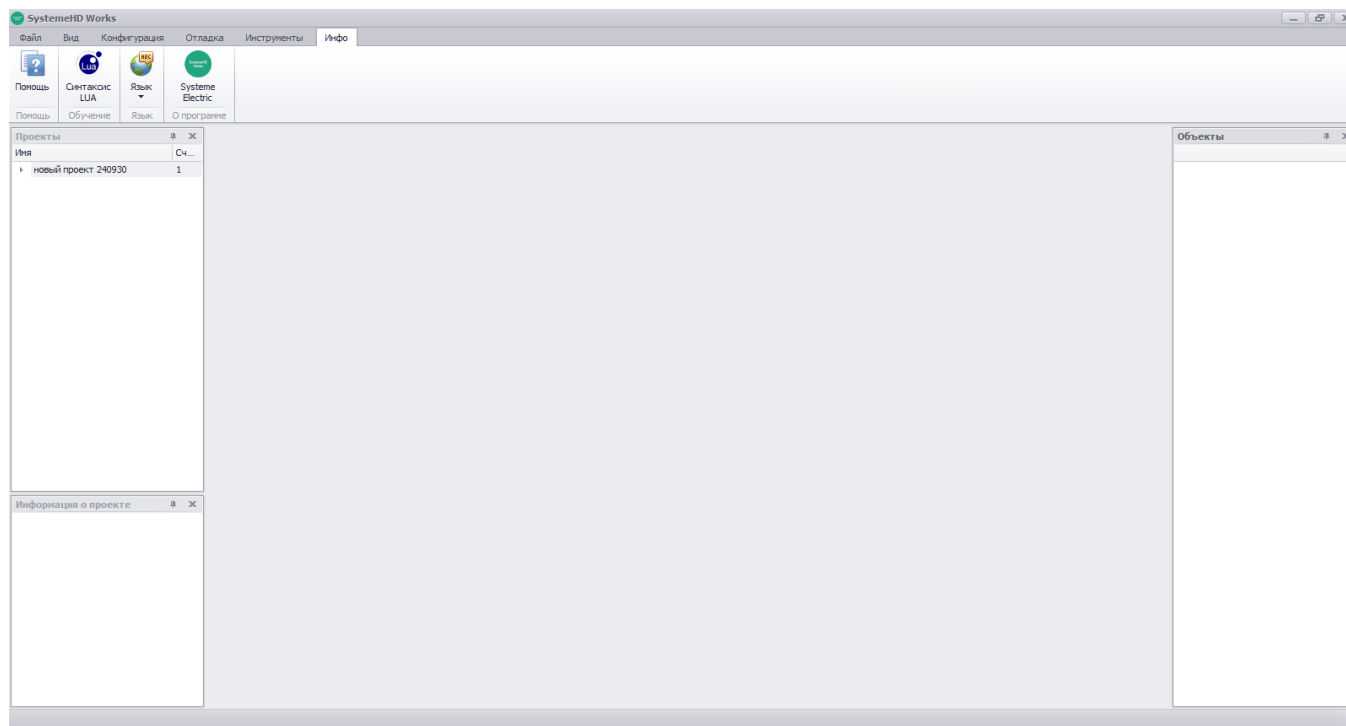 SystemeHD Works
Файл Вид Конфигурация Отладка Инструменты Инфо
Помощь Синтаксис LUA Язык Systeme Electric
Помощь Обучение Язык О программе
Проекты
Имя Сч...
новый проект 240930 1
Информация о проекте
Объекты